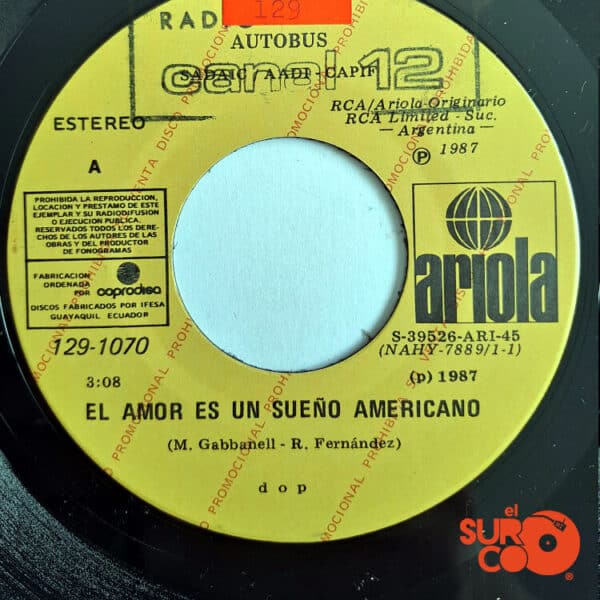 129
RADIO
AUTOBUS
SADAIC AADI - CAPIF
canal 12
RCA/Ariola-Originario
RCA Limited - Suc.
— Argentina —
Ⓟ 1987
ESTEREO
A
PROHIBIDA LA REPRODUCCION,
LOCACION Y PRESTAMO DE ESTE
EJEMPLAR Y SU RADIODIFUSION
O EJECUCION PUBLICA.
RESERVADOS TODOS LOS DERE-
CHOS DE LOS AUTORES DE LAS
OBRAS Y DEL PRODUCTOR
DE FONOGRAMAS
FABRICACION
ORDENADA
POR
coprodisa
DISCOS FABRICADOS POR IFESA
GUAYAQUIL ECUADOR
ariola
129-1070
S-39526-ARI-45
(NAHY-7889/1-1)
3:08
(p) 1987
EL AMOR ES UN SUEÑO AMERICANO
(M. Gabbanell - R. Fernández)
d o p
DISCO PROMOCIONAL PROHIBIDA SU VENTA
el
SURCO
®